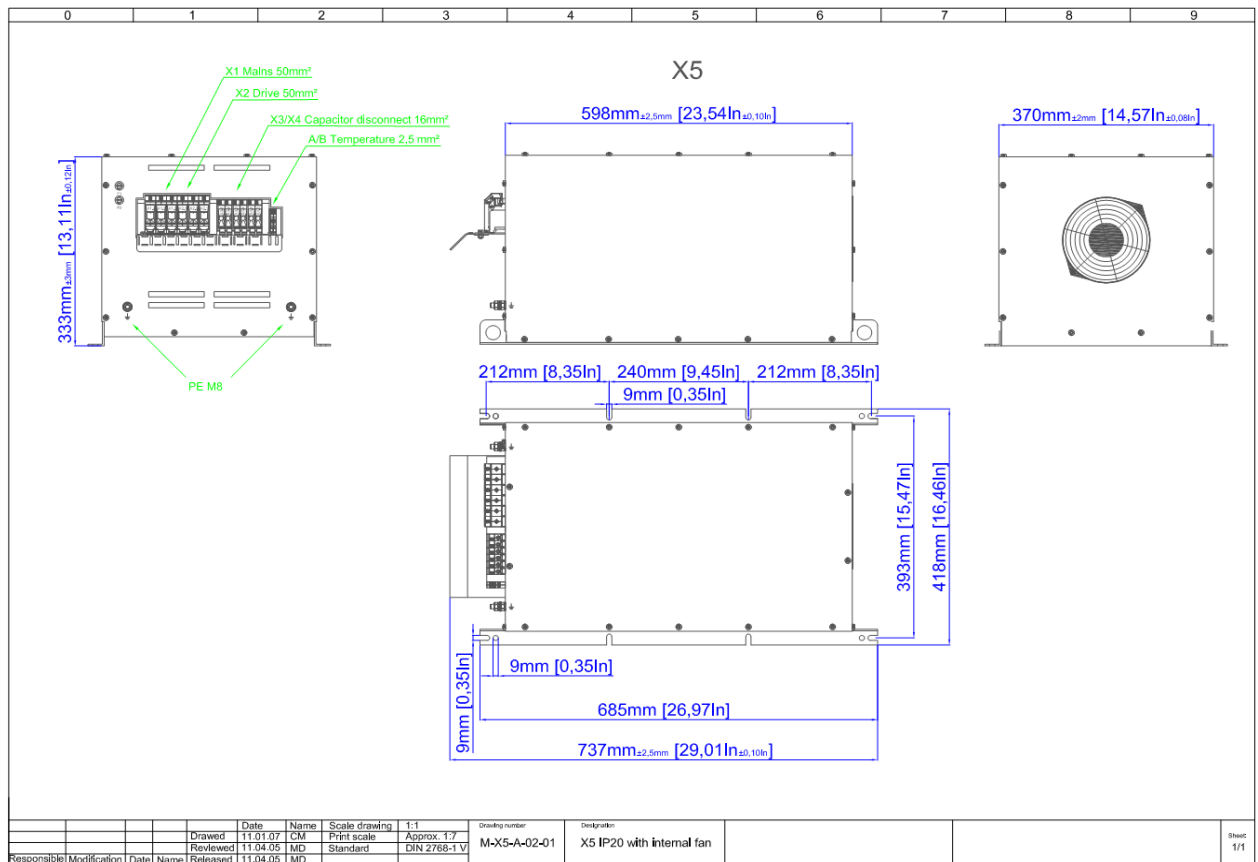 0 1 2 3 4 5 6 7 8 9
X5
X1 Mains 50mm²
X2 Drive 50mm²
X3/X4 Capacitor disconnect 16mm²
A/B Temperature 2,5 mm²
333mm±3mm [13,11In±0,12In]
PE M8
598mm±2,5mm [23,54In±0,10In]
370mm±2mm [14,57In±0,08In]
212mm [8,35In] 240mm [9,45In] 212mm [8,35In]
9mm [0,35In]
393mm [15,47In]
418mm [16,46In]
9mm [0,35In]
9mm [0,35In]
685mm [26,97In]
737mm±2,5mm [29,01In±0,10In]
Date Name Scale drawing 1:1
Drawed 11.01.07 CM Print scale Approx. 1:7
Reviewed 11.04.05 MD Standard DIN 2768-1 V
Responsible Modification Date Name Released 11.04.05 MD
Drawing number
M-X5-A-02-01
Designation
X5 IP20 with internal fan
Sheet
1/1